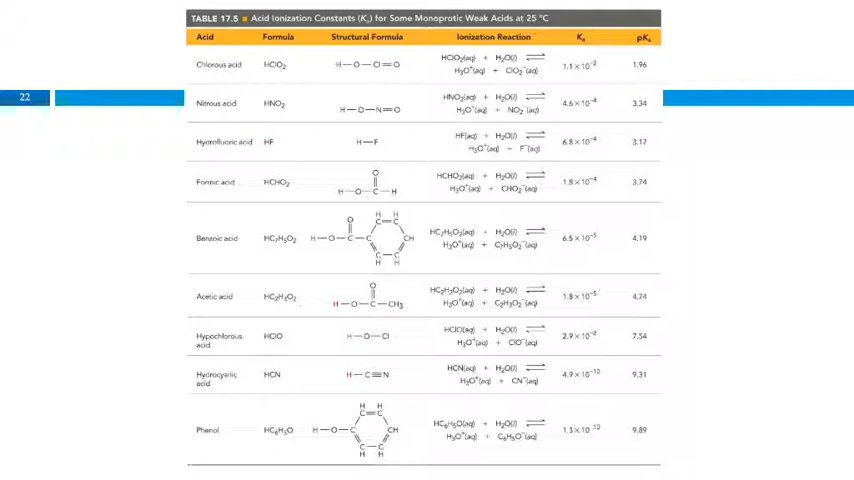 TABLE 17.5 ■ Acid Ionization Constants (Ka) for Some Monoprotic Weak Acids at 25 °C
Acid Formula Structural Formula Ionization Reaction Ka pKa
Chlorous acid HClO2 H—O—Cl=O HClO2(aq) + H2O(l) ⇌ 1.1 × 10−2 1.96
H3O+(aq) + ClO2−(aq)
22
Nitrous acid HNO2 H—O—N=O HNO2(aq) + H2O(l) ⇌ 4.6 × 10−4 3.34
H3O+(aq) + NO2−(aq)
Hydrofluoric acid HF H—F HF(aq) + H2O(l) ⇌ 6.8 × 10−4 3.17
H3O+(aq) + F−(aq)
O
Formic acid HCHO2 H—O—C—H HCHO2(aq) + H2O(l) ⇌ 1.8 × 10−4 3.74
H3O+(aq) + CHO2−(aq)
H H
O C=C
Benzoic acid HC7H5O2 H—O—C—C CH HC7H5O2(aq) + H2O(l) ⇌ 6.5 × 10−5 4.19
H3O+(aq) + C7H5O2−(aq)
C—C
H H
O
Acetic acid HC2H3O2 H—O—C—CH3 HC2H3O2(aq) + H2O(l) ⇌ 1.8 × 10−5 4.74
H3O+(aq) + C2H3O2−(aq)
Hypochlorous HClO H—O—Cl HClO(aq) + H2O(l) ⇌ 2.9 × 10−8 7.54
acid H3O+(aq) + ClO−(aq)
Hydrocyanic HCN H—C≡N HCN(aq) + H2O(l) ⇌ 4.9 × 10−10 9.31
acid H3O+(aq) + CN−(aq)
H H
C=C
Phenol HC6H5O H—O—C CH HC6H5O(aq) + H2O(l) ⇌ 1.3 × 10−10 9.89
H3O+(aq) + C6H5O−(aq)
C—C
H H